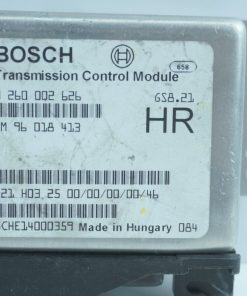 BOSCH
Transmission Control Module
260 002 626
GS8.21
658
M 96 018 413
HR
21 H03 25 00/00/00/00/46
CHE14000359 Made in Hungary 084